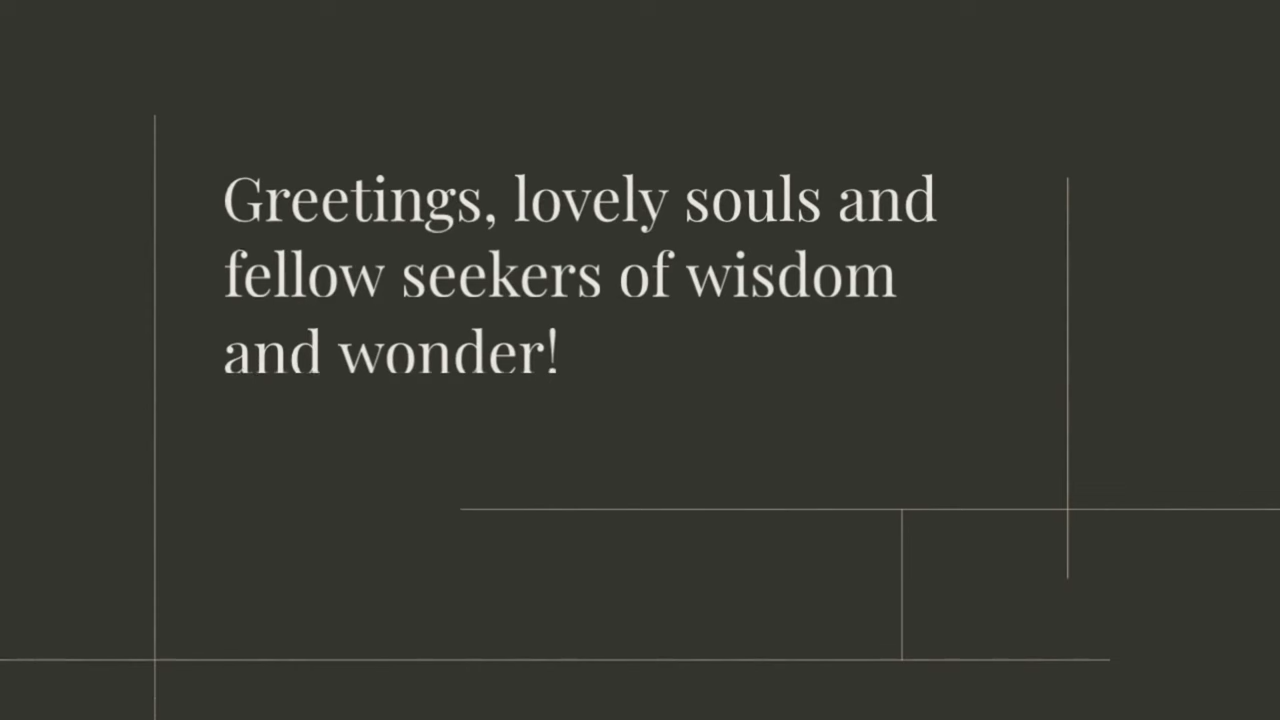 Greetings, lovely souls and
fellow seekers of wisdom
and wonder!